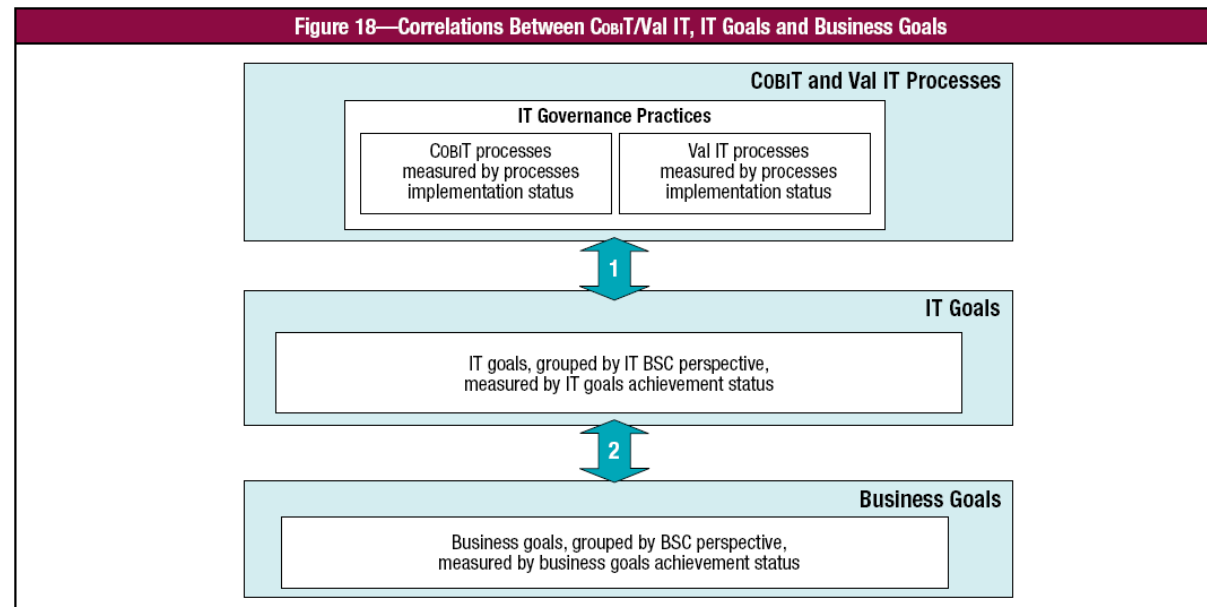 Figure 18—Correlations Between COBIT/Val IT, IT Goals and Business Goals
COBIT and Val IT Processes
IT Governance Practices
COBIT processes
measured by processes
implementation status
Val IT processes
measured by processes
implementation status
1
IT Goals
IT goals, grouped by IT BSC perspective,
measured by IT goals achievement status
2
Business Goals
Business goals, grouped by BSC perspective,
measured by business goals achievement status